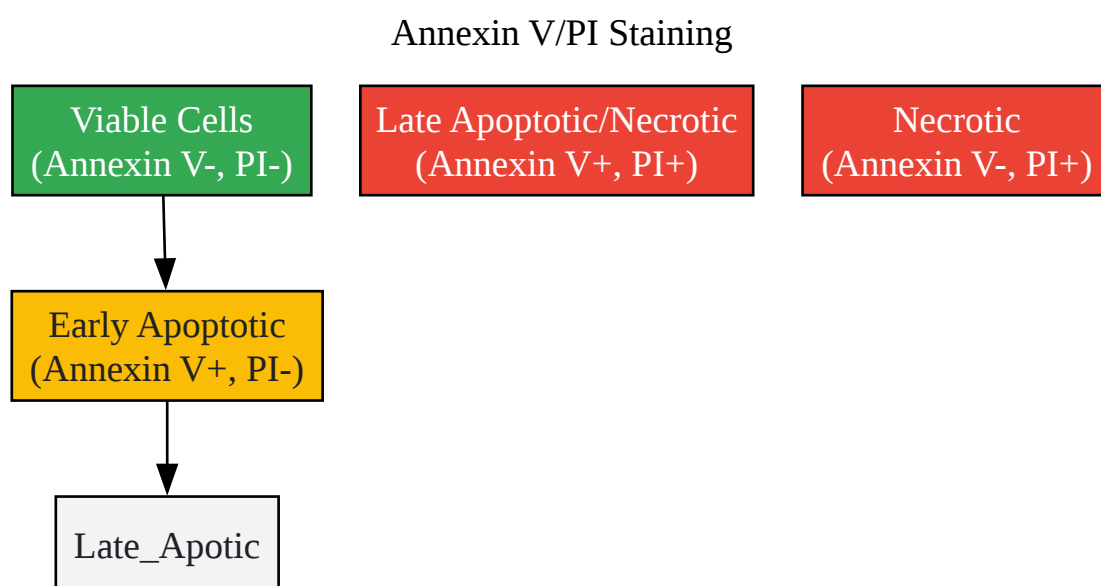 Annexin V/PI Staining
Viable Cells
(Annexin V-, PI-)
Late Apoptotic/Necrotic
(Annexin V+, PI+)
Necrotic
(Annexin V-, PI+)
Early Apoptotic
(Annexin V+, PI-)
Late_Apotic